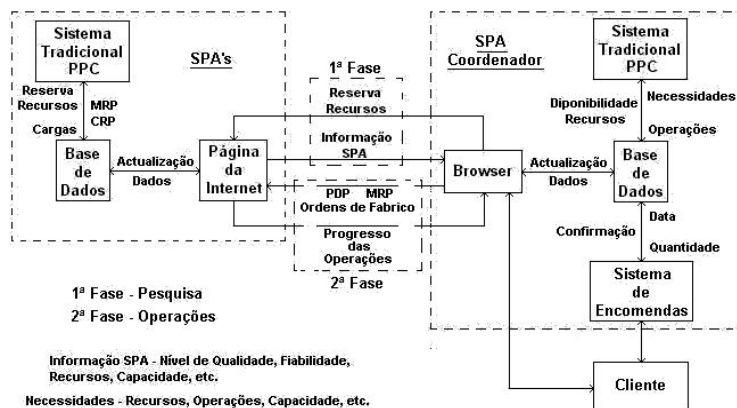 Sistema
Tradicional
PPC
SPA's
Reserva
Recursos
MRP
CRP
Cargas
Base
de
Dados
Actualização
Dados
Página
da
Internet
1ª Fase
Reserva
Recursos
Informação
SPA
PDP MRP
Ordens de Fabrico
Progresso
das
Operações
2ª Fase
SPA
Coordenador
Sistema
Tradicional
PPC
Diponibilidade
Recursos
Necessidades
Operações
Browser
Actualização
Dados
Base
de
Dados
Confirmação
Data
Quantidade
Sistema
de
Encomendas
Cliente
1ª Fase - Pesquisa
2ª Fase - Operações
Informação SPA - Nível de Qualidade, Fiabilidade,
Recursos, Capacidade, etc.
Necessidades - Recursos, Operações, Capacidade, etc.